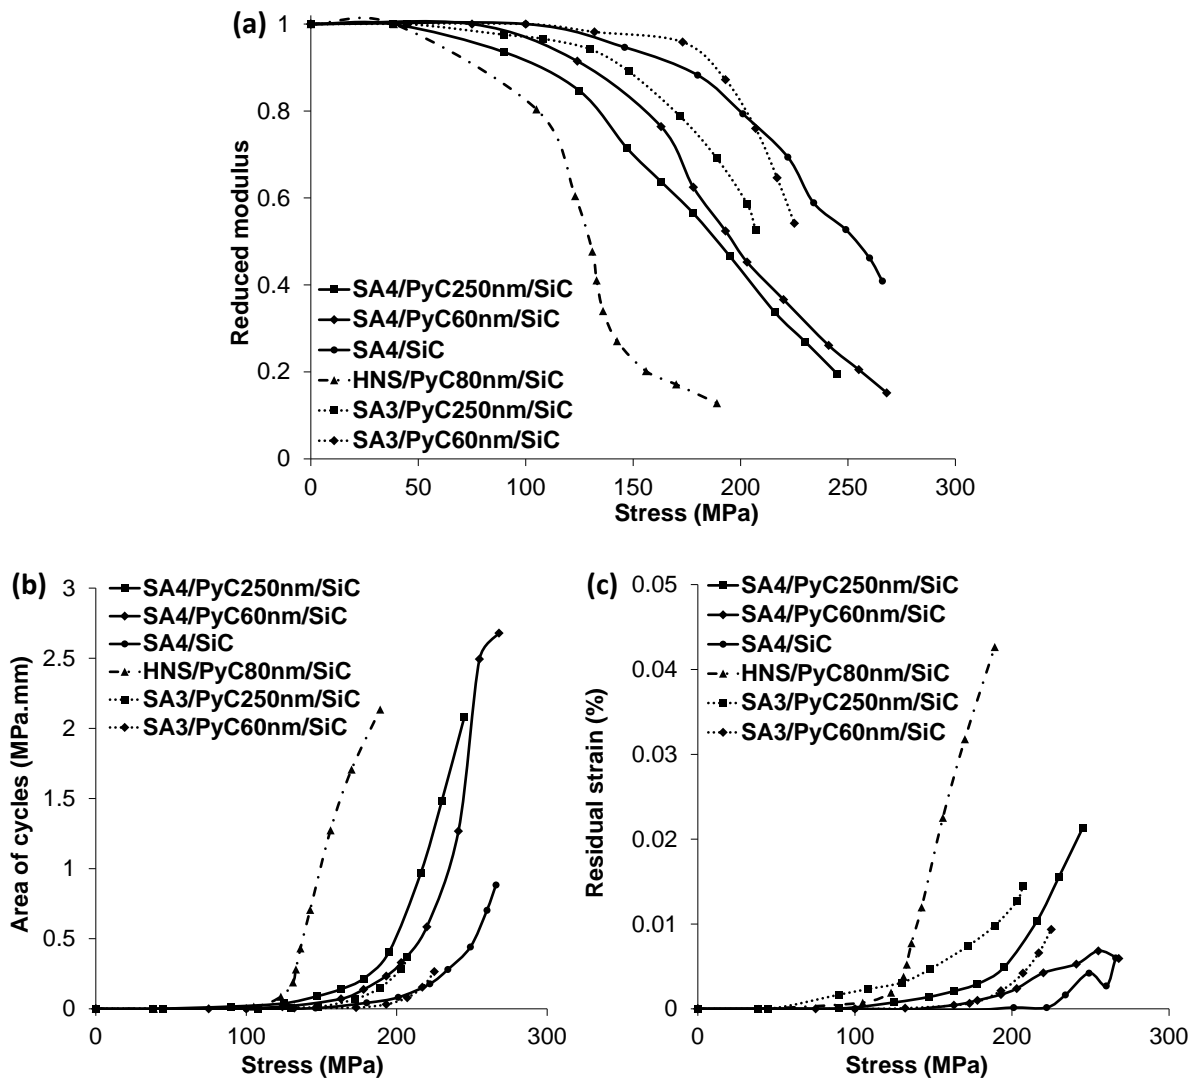 (a)
1
0.8
0.6
0.4
0.2
0
Reduced modulus
SA4/PyC250nm/SiC
SA4/PyC60nm/SiC
SA4/SiC
HNS/PyC80nm/SiC
SA3/PyC250nm/SiC
SA3/PyC60nm/SiC
0 50 100 150 200 250 300
Stress (MPa)
(b)
3
2.5
2
1.5
1
0.5
0
Area of cycles (MPa.mm)
SA4/PyC250nm/SiC
SA4/PyC60nm/SiC
SA4/SiC
HNS/PyC80nm/SiC
SA3/PyC250nm/SiC
SA3/PyC60nm/SiC
0 100 200 300
Stress (MPa)
(c)
0.05
0.04
0.03
0.02
0.01
0
Residual strain (%)
SA4/PyC250nm/SiC
SA4/PyC60nm/SiC
SA4/SiC
HNS/PyC80nm/SiC
SA3/PyC250nm/SiC
SA3/PyC60nm/SiC
0 100 200 300
Stress (MPa)